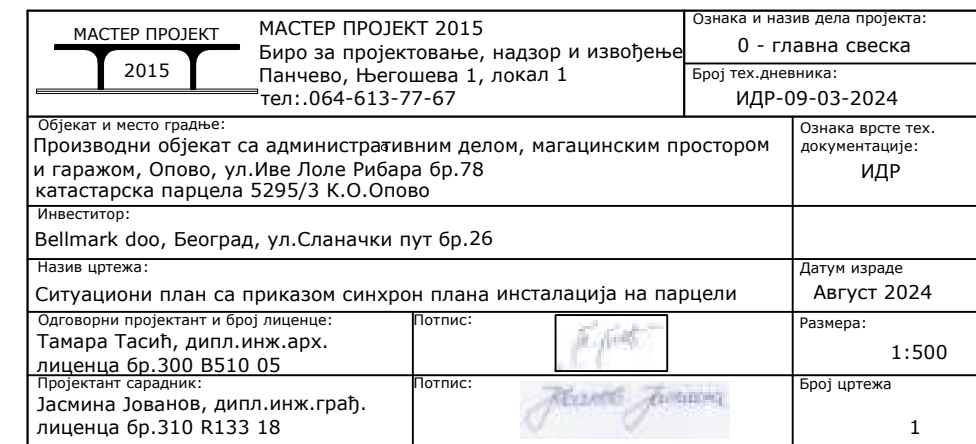 МАСТЕР ПРОЈЕКТ
2015
МАСТЕР ПРОЈЕКТ 2015
Биро за пројектовање, надзор и извођење
Панчево, Његошева 1, локал 1
тел:.064-613-77-67
Ознака и назив дела пројекта:
0 - главна свеска
Број тех.дневника:
ИДР-09-03-2024
Објекат и место градње:
Производни објекат са административним делом, магацинским простором
и гаражом, Опово, ул.Иве Лоле Рибара бр.78
катастарска парцела 5295/3 К.О.Опово
Ознака врсте тех.
документације:
ИДР
Инвеститор:
Bellmark doo, Београд, ул.Сланачки пут бр.26
Назив цртежа:
Ситуациони план са приказом синхрон плана инсталација на парцели
Датум израде
Август 2024
Одговорни пројектант и број лиценце:
Тамара Тасић, дипл.инж.арх.
лиценца бр.300 В510 05
Потпис:
Размера:
1:500
Пројектант сарадник:
Јасмина Јованов, дипл.инж.грађ.
лиценца бр.310 R133 18
Потпис:
Јованов Јасмина
Број цртежа
1